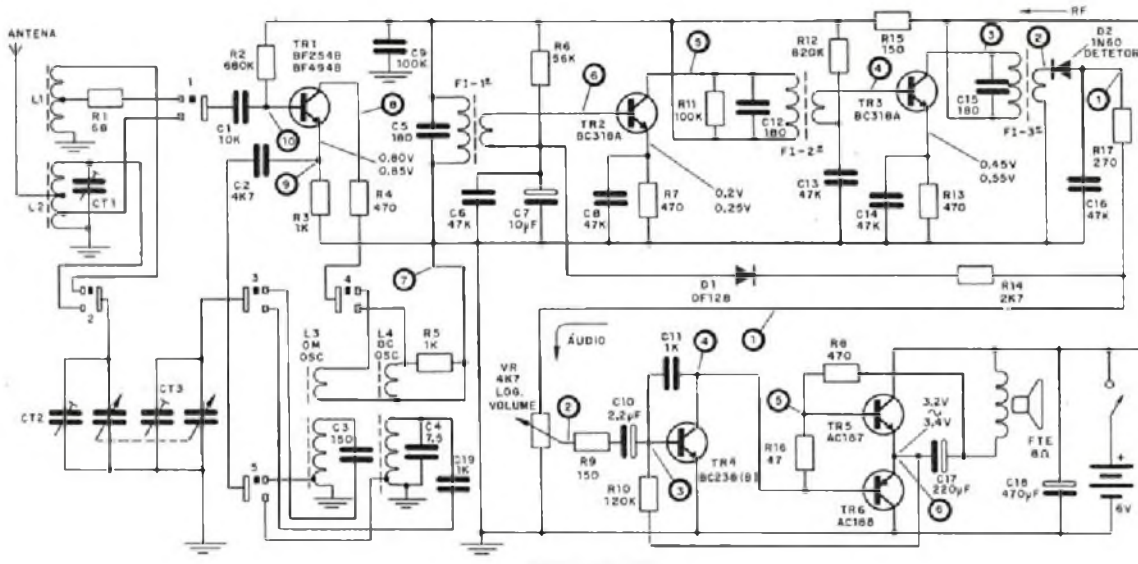 ANTENA
L1
R1
68
L2
CT1
1
2
CT2
CT3
C1
10K
C2
4K7
R2
680K
TR1
BF254B
BF494B
C9
100K
10
9
8
0.80V
0.85V
R3
1K
R4
470
3
4
5
7
L3
OM
OSC
L4
OC
OSC
R5
1K
C3
150
C4
7,5
C19
1K
C5
180
FI-1ª
C6
47K
R6
56K
C7
10µF
6
TR2
BC318A
C8
47K
R7
470
0.2V
0,25V
5
R11
100K
C12
180
FI-2ª
R12
820K
C13
47K
R15
150
4
TR3
BC318A
C14
47K
R13
470
0,45V
0,55V
3
C15
180
FI-3ª
2
RF
D2
1N60
DETETOR
1
R17
270
C16
47K
D1
OF128
R14
2K7
ÁUDIO
1
VR
4K7
LOG.
VOLUME
2
R9
150
C10
2,2µF
C11
1K
4
3
R10
120K
TR4
BC238(B)
R8
470
5
R16
47
TR5
AC187
TR6
AC188
3,2V
~
3,4V
6
C17
220µF
FTE
8Ω
C18
470µF
+
6V